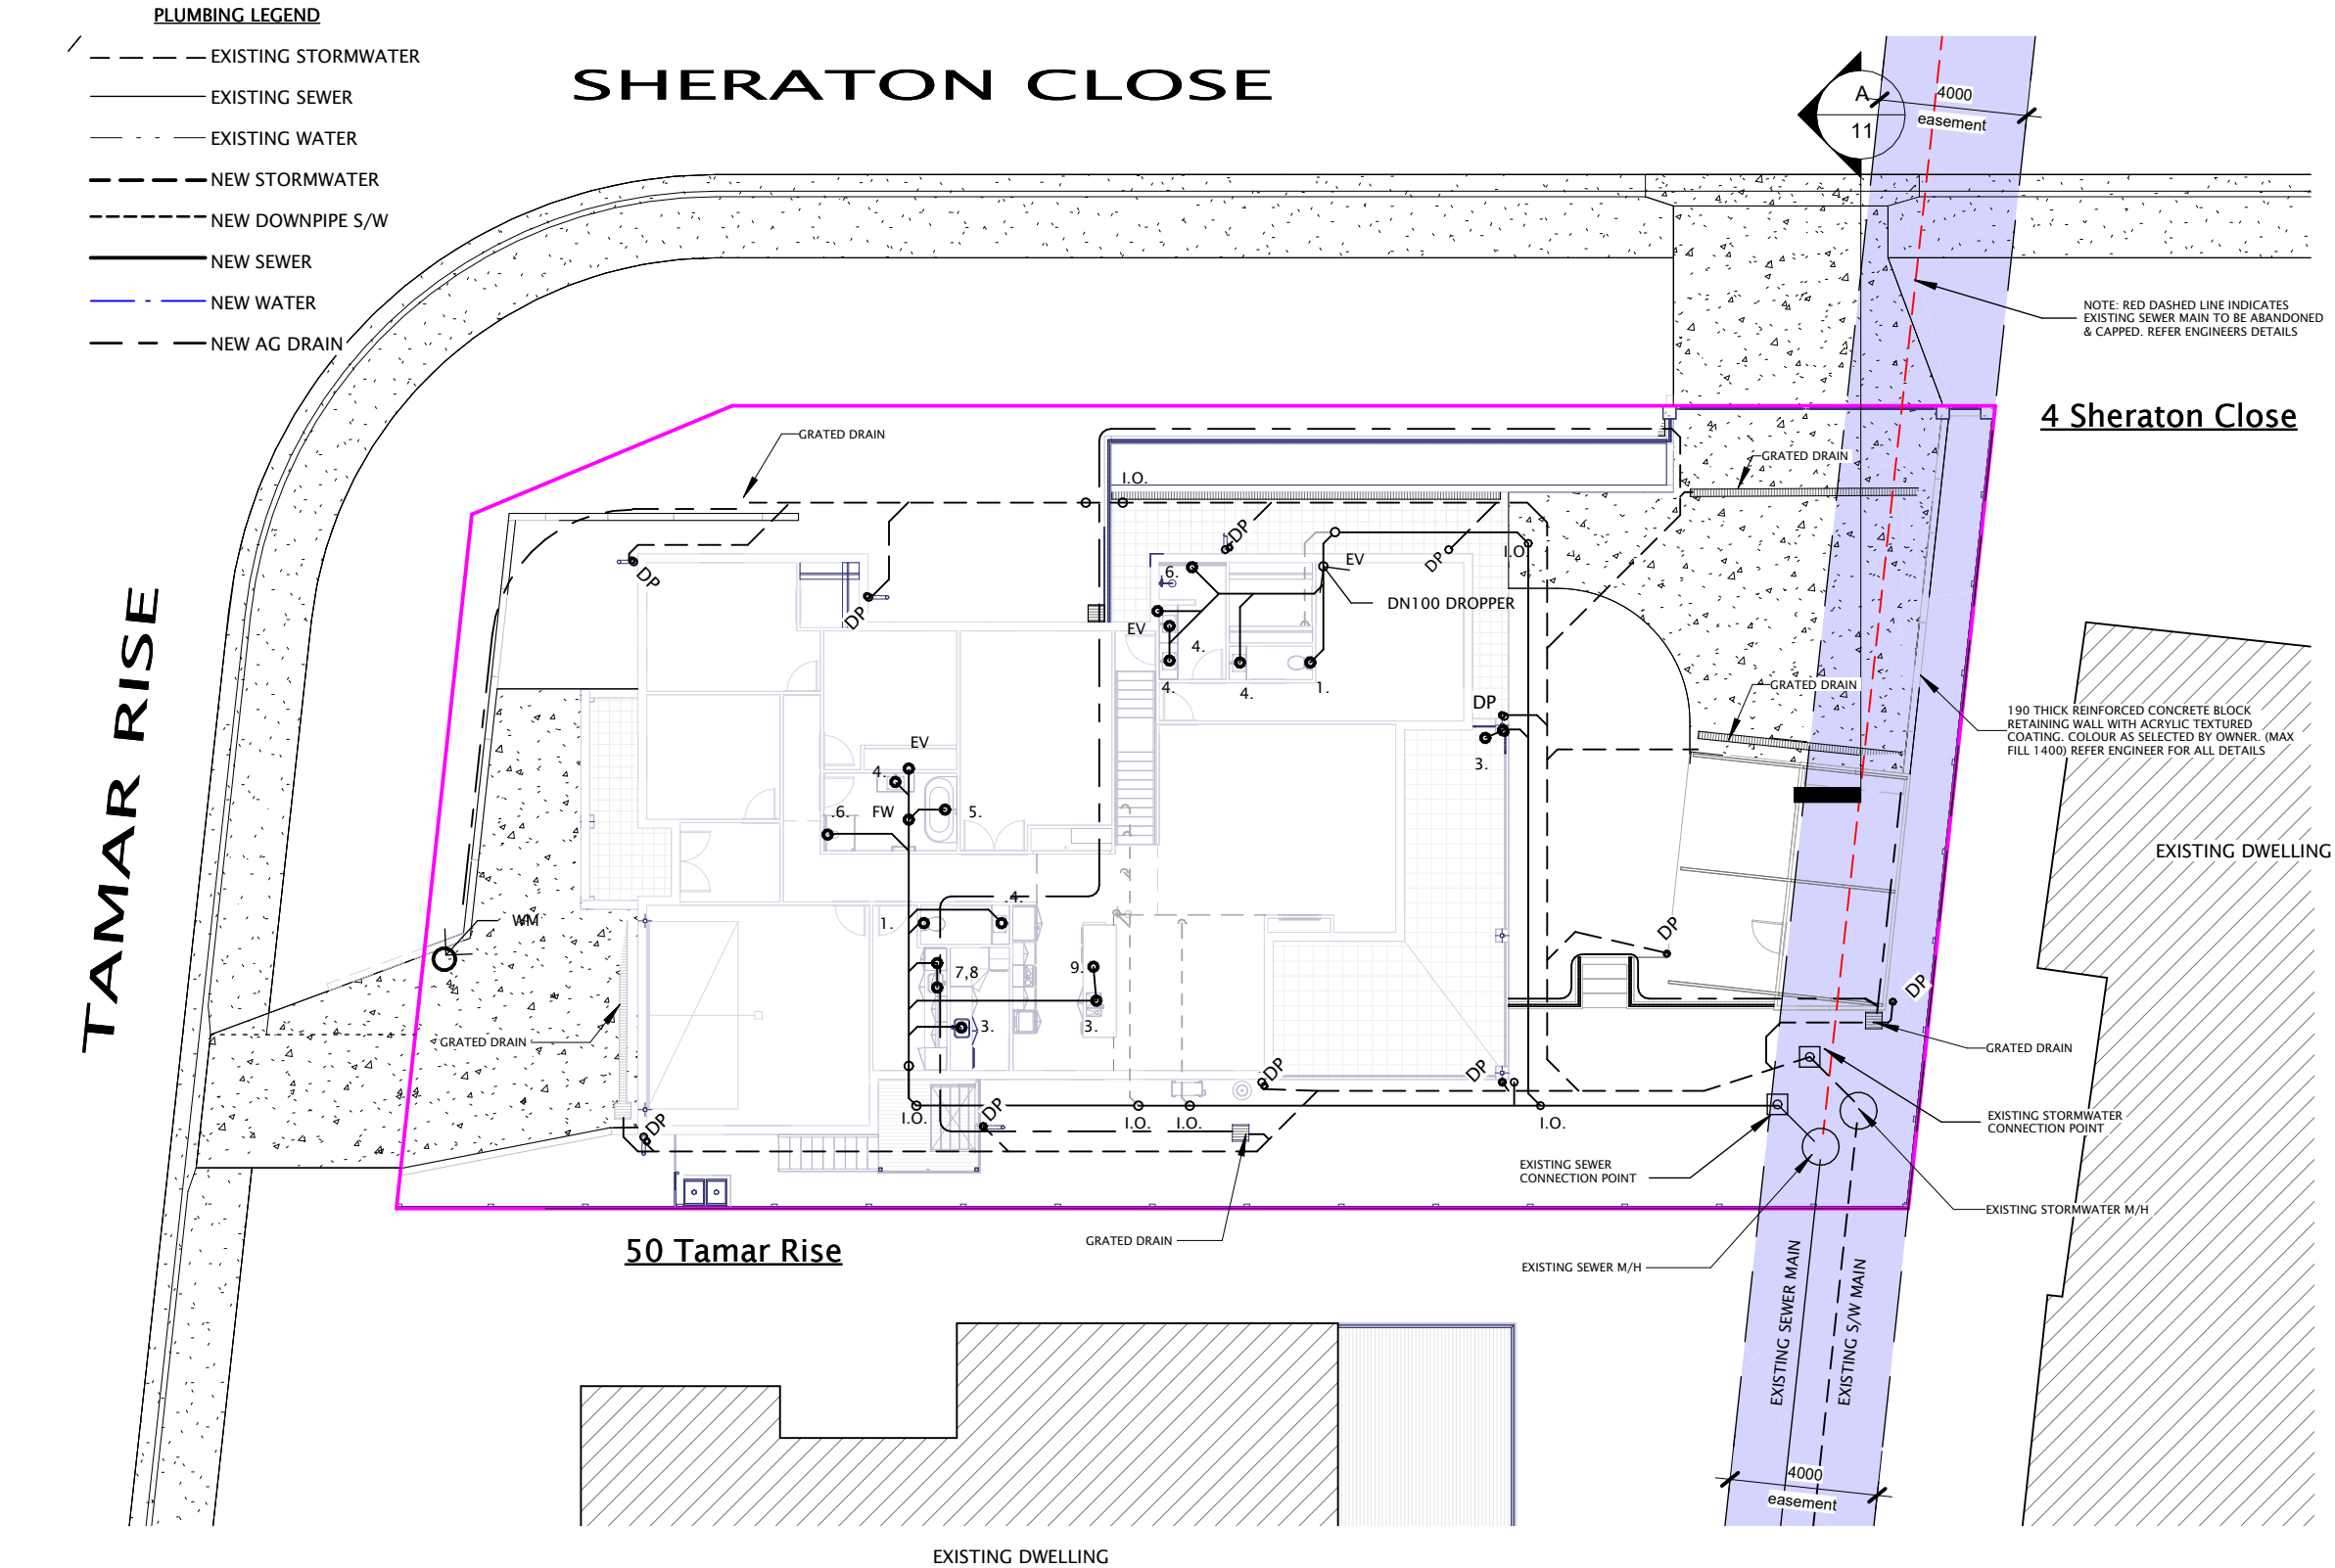 PLUMBING LEGEND
EXISTING STORMWATER
EXISTING SEWER
EXISTING WATER
NEW STORMWATER
NEW DOWNPIPE S/W
NEW SEWER
NEW WATER
NEW AG DRAIN
SHERATON CLOSE
A
11
4000
easement
NOTE: RED DASHED LINE INDICATES
EXISTING SEWER MAIN TO BE ABANDONED
& CAPPED. REFER ENGINEERS DETAILS
4 Sheraton Close
GRATED DRAIN
GRATED DRAIN
I.O.
DP
DP
I.O.
EV
DP
6.
DN100 DROPPER
DP
EV
4.
4.
4.
1.
TAMAR RISE
GRATED DRAIN
DP
190 THICK REINFORCED CONCRETE BLOCK
RETAINING WALL WITH ACRYLIC TEXTURED
COATING. COLOUR AS SELECTED BY OWNER. (MAX
FILL 1400) REFER ENGINEER FOR ALL DETAILS
EV
3.
4.
.6.
FW
5.
EXISTING DWELLING
.4.
WM
1.
DP
7,8
9.
DP
3.
3.
GRATED DRAIN
GRATED DRAIN
DP
DP
I.O.
DP
DP
I.O.
I.O.
I.O.
EXISTING STORMWATER
CONNECTION POINT
EXISTING SEWER
CONNECTION POINT
EXISTING STORMWATER M/H
50 Tamar Rise
GRATED DRAIN
EXISTING SEWER M/H
EXISTING SEWER MAIN
EXISTING S/W MAIN
4000
easement
EXISTING DWELLING